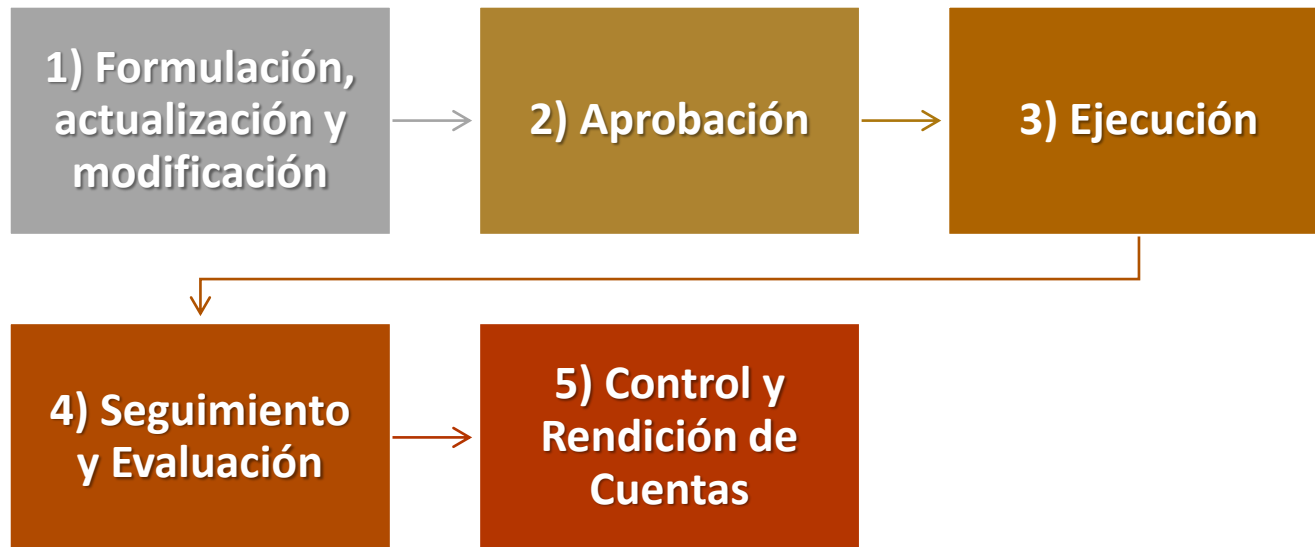 1) Formulación,
actualización y
modificación
2) Aprobación
3) Ejecución
4) Seguimiento
y Evaluación
5) Control y
Rendición de
Cuentas